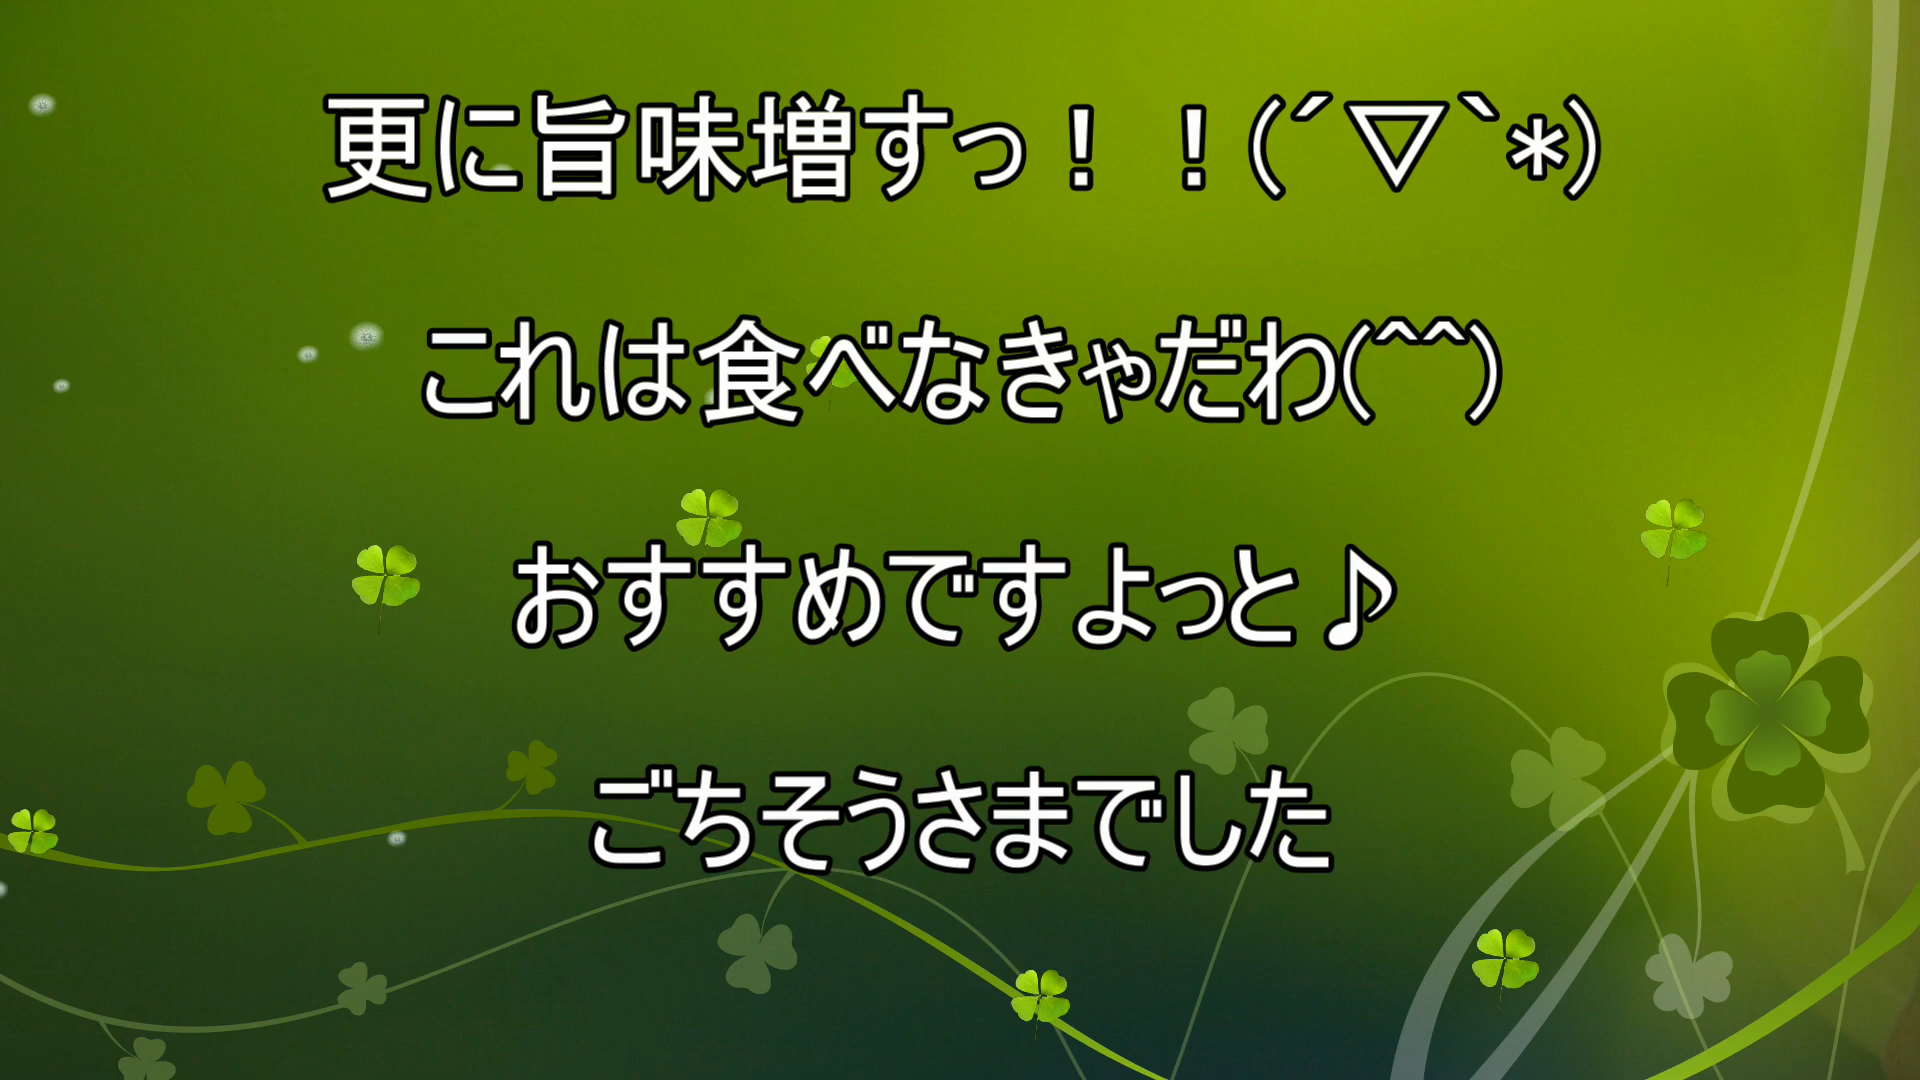 更に旨味増すっ！！(´▽`*)
これは食べなきゃだわ(^^)
おすすめですよっと♪
ごちそうさまでした